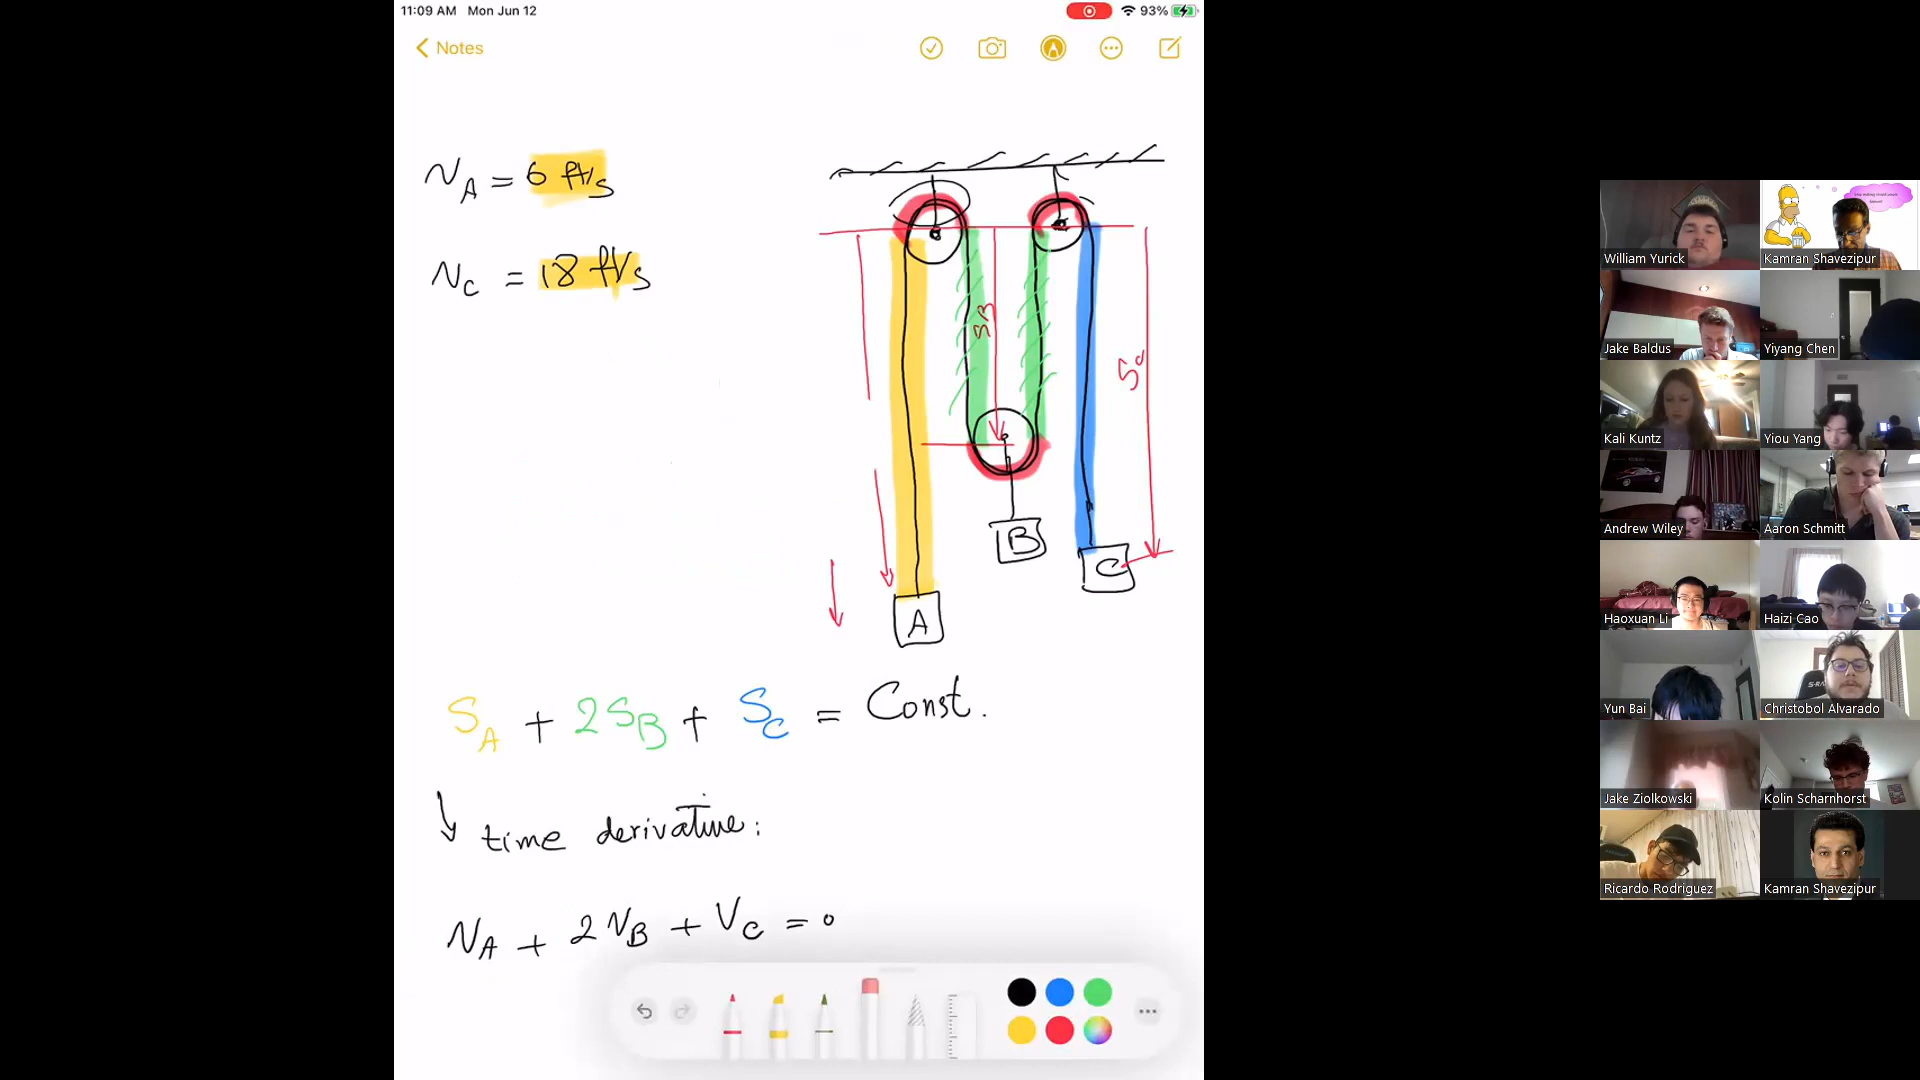 11:09 AM Mon Jun 12
93%
Notes
v_A = 6 ft/s
v_C = 18 ft/s
S_B
S_C
B
C
A
S_A + 2S_B + S_C = Const.
time derivative:
v_A + 2v_B + v_C = 0
William Yurick
Kamran Shavezipur
Jake Baldus
Yiyang Chen
Kali Kuntz
Yiou Yang
Andrew Wiley
Aaron Schmitt
Haoxuan Li
Haizi Cao
Yun Bai
Christobol Alvarado
Jake Ziolkowski
Kolin Scharnhorst
Ricardo Rodriguez
Kamran Shavezipur